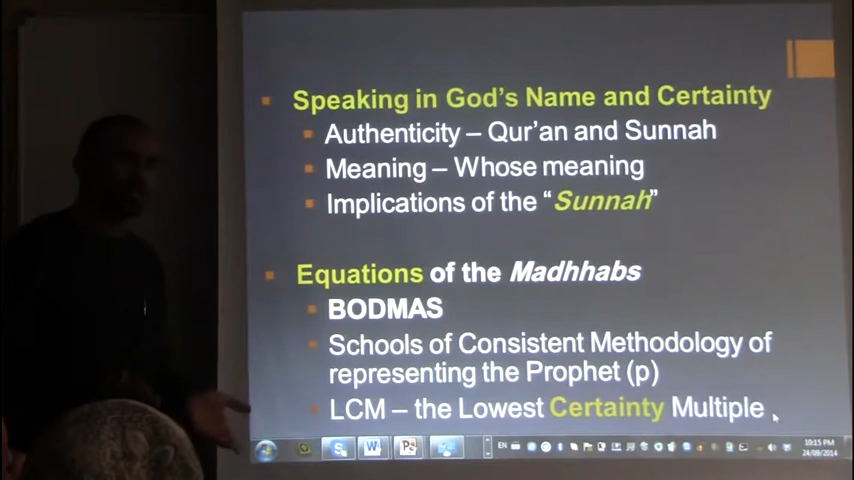 Speaking in God's Name and Certainty
Authenticity – Qur'an and Sunnah
Meaning – Whose meaning
Implications of the “Sunnah”
Equations of the Madhhabs
BODMAS
Schools of Consistent Methodology of
representing the Prophet (p)
LCM – the Lowest Certainty Multiple
EN
10:15 PM
24/09/2014